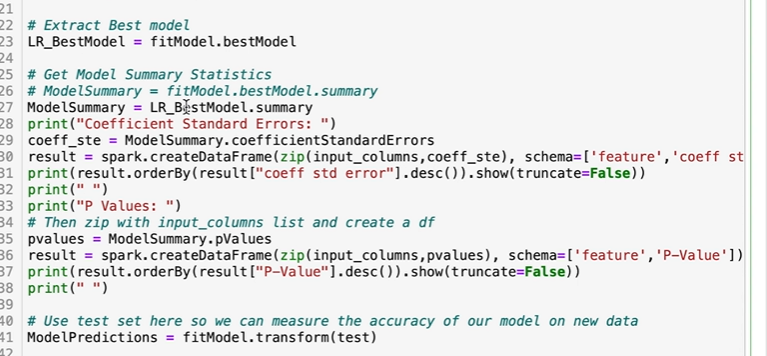 21
22 # Extract Best model
23 LR_BestModel = fitModel.bestModel
24
25 # Get Model Summary Statistics
26 # ModelSummary = fitModel.bestModel.summary
27 ModelSummary = LR_BestModel.summary
28 print("Coefficient Standard Errors: ")
29 coeff_ste = ModelSummary.coefficientStandardErrors
30 result = spark.createDataFrame(zip(input_columns,coeff_ste), schema=['feature','coeff st
31 print(result.orderBy(result["coeff std error"].desc()).show(truncate=False))
32 print(" ")
33 print("P Values: ")
34 # Then zip with input_columns list and create a df
35 pvalues = ModelSummary.pValues
36 result = spark.createDataFrame(zip(input_columns,pvalues), schema=['feature','P-Value'])
37 print(result.orderBy(result["P-Value"].desc()).show(truncate=False))
38 print(" ")
39
40 # Use test set here so we can measure the accuracy of our model on new data
41 ModelPredictions = fitModel.transform(test)
42